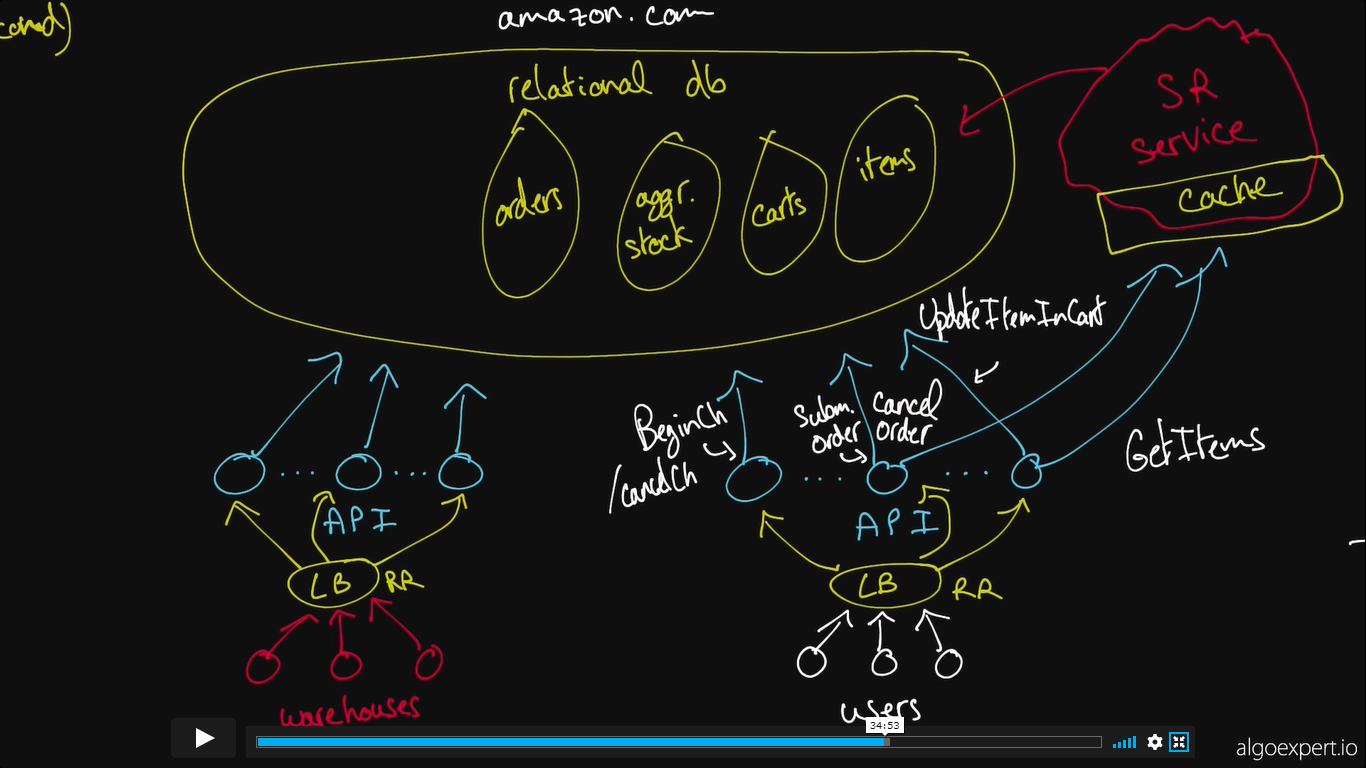 cond)
amazon.com
relational db
orders
aggr.
stock
carts
items
SR
service
cache
UpdateItemInCart
BeginCh
/cancelCh
Subm.
order
Cancel
order
GetItems
API
API
LB
RR
LB
RR
warehouses
users
34:53
algoexpert.io